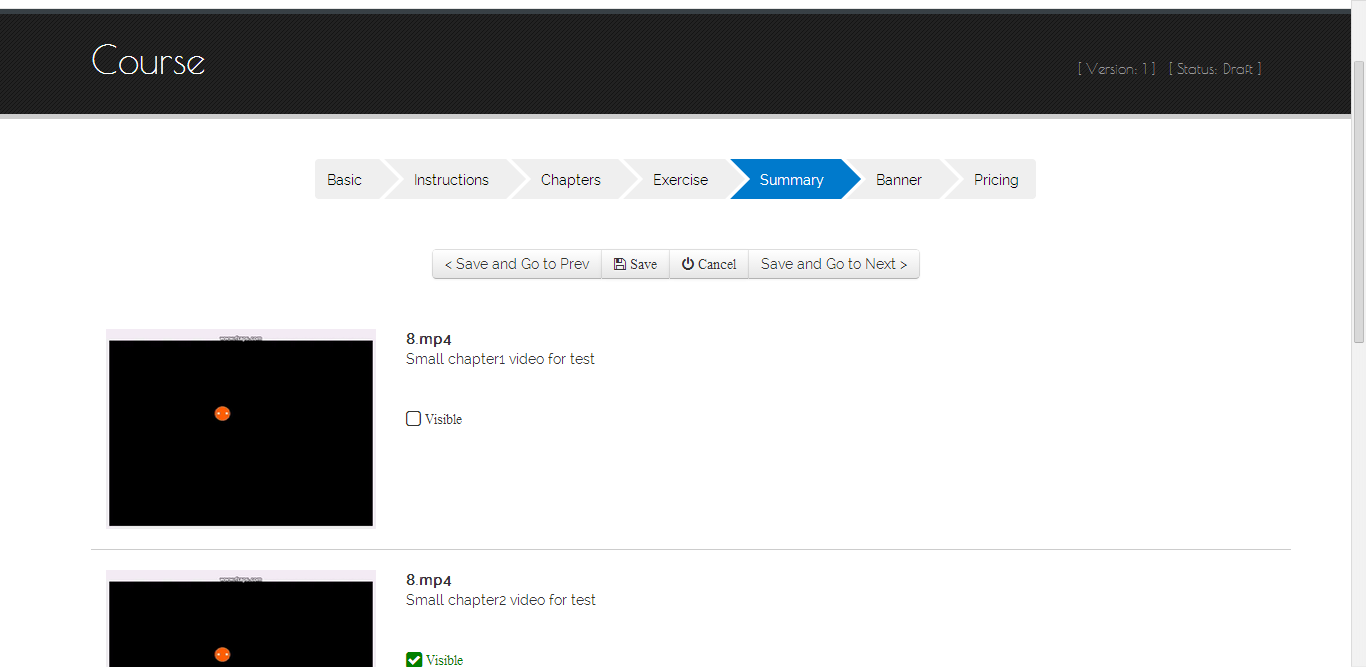 Course
[ Version: 1 ] [ Status: Draft ]
Basic Instructions Chapters Exercise Summary Banner Pricing
< Save and Go to Prev Save Cancel Save and Go to Next >
8.mp4
Small chapter1 video for test
Visible
8.mp4
Small chapter2 video for test
Visible